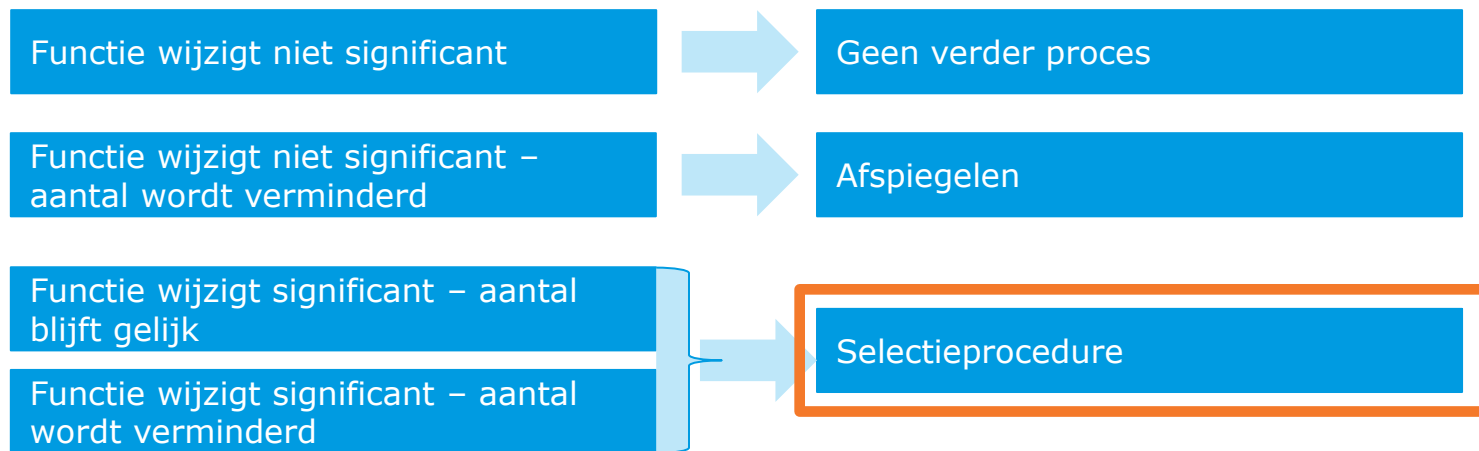 Functie wijzigt niet significant
Geen verder proces
Functie wijzigt niet significant –
aantal wordt verminderd
Afspiegelen
Functie wijzigt significant – aantal
blijft gelijk
Functie wijzigt significant – aantal
wordt verminderd
Selectieprocedure